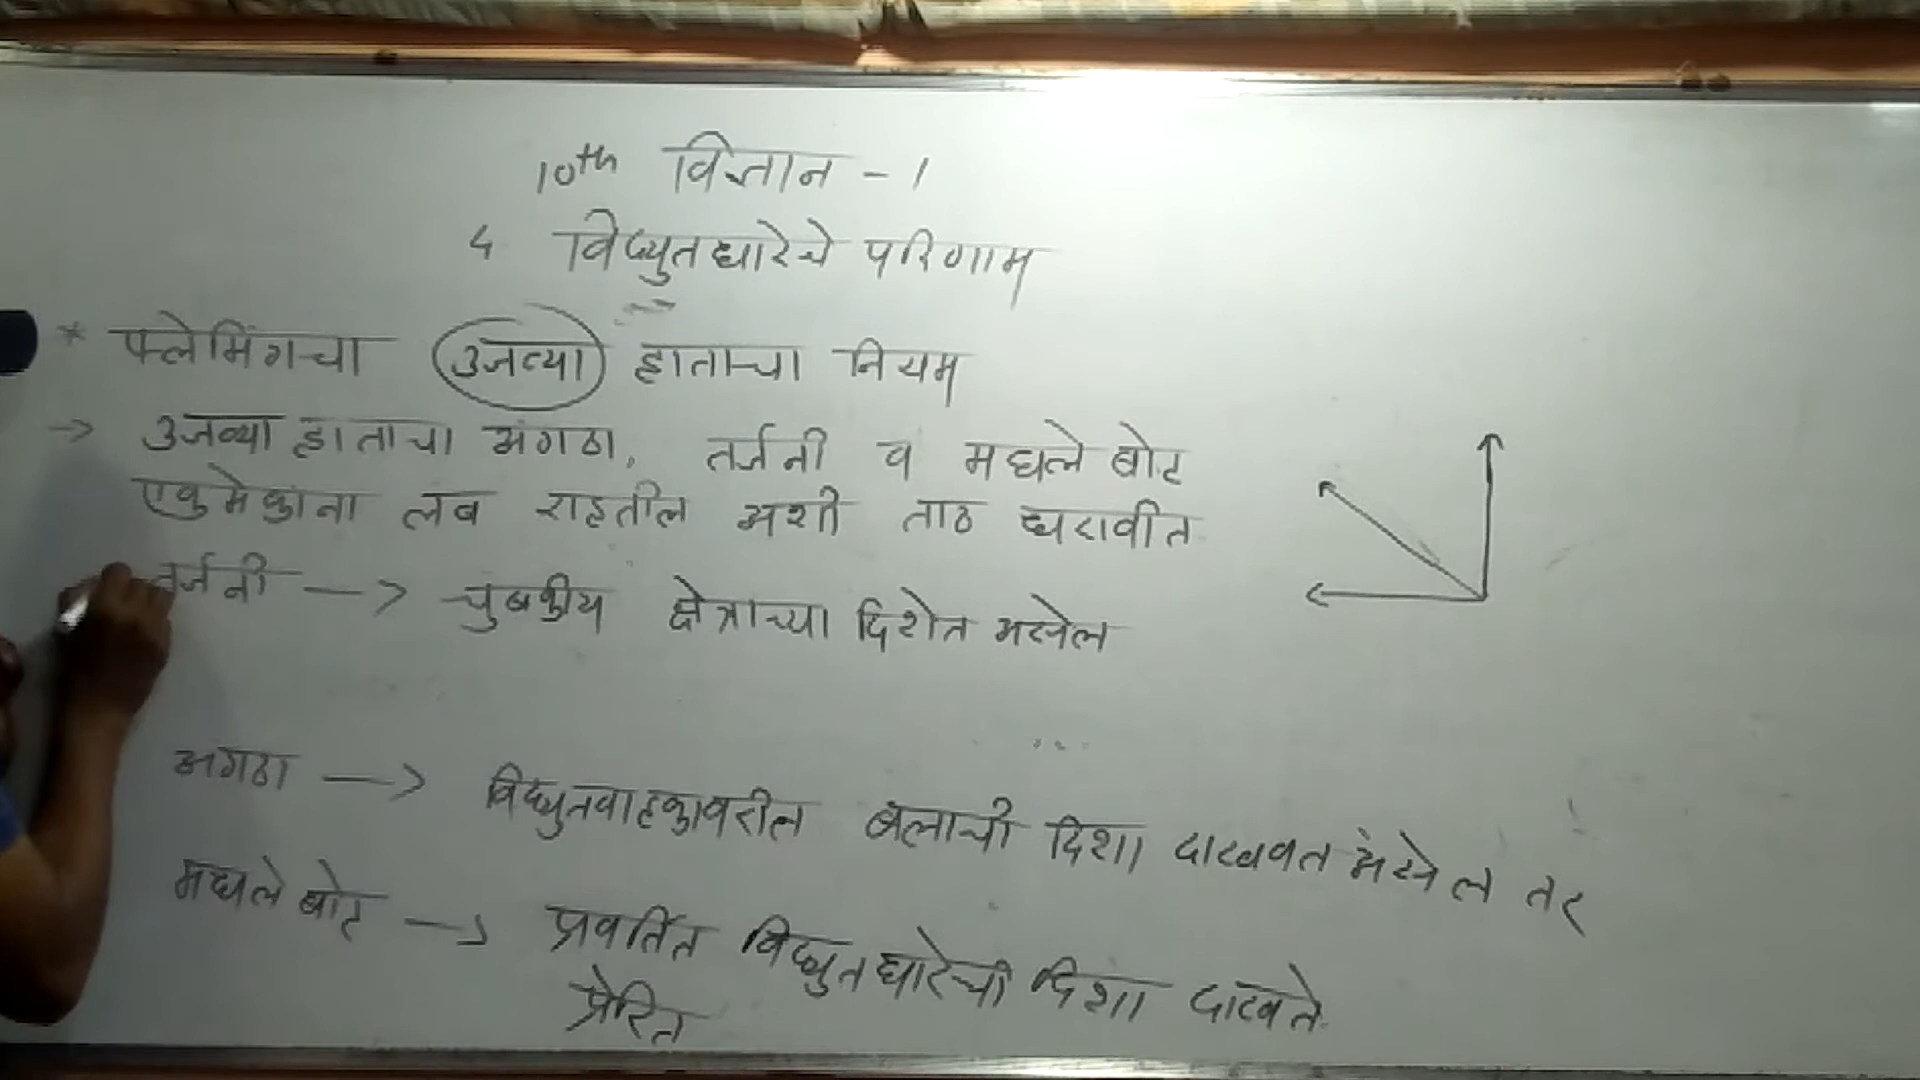 10th विज्ञान - 1
4 विद्युतधारेचे परिणाम
* फ्लेमिंगचा उजव्या हाताचा नियम
→ उजव्या हाताचा अंगठा, तर्जनी व मधले बोट
एकमेकांना लंब राहतील अशी ताठ धरावीत
तर्जनी → चुंबकीय क्षेत्राच्या दिशेत असेल
अंगठा → विद्युतवाहकावरील बलाची दिशा दाखवत असेल तर
मधले बोट → प्रवर्तित विद्युतधारेची दिशा दाखवते
प्रेरित